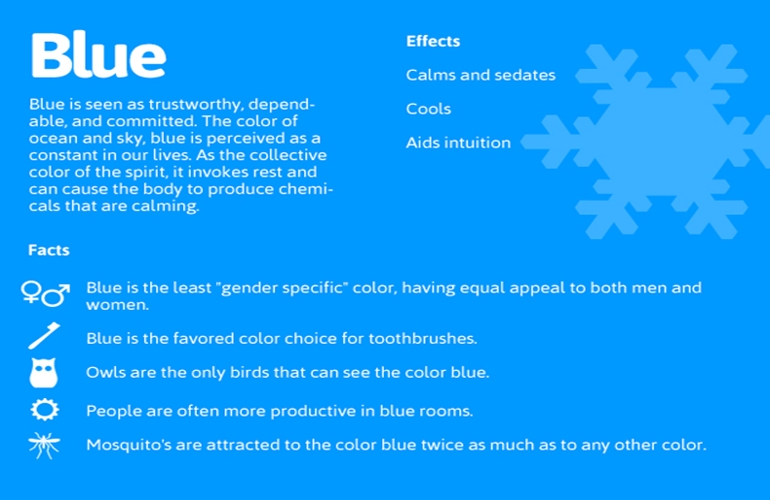 Blue
Blue is seen as trustworthy, depend-
able, and committed. The color of
ocean and sky, blue is perceived as a
constant in our lives. As the collective
color of the spirit, it invokes rest and
can cause the body to produce chemi-
cals that are calming.
Effects
Calms and sedates
Cools
Aids intuition
Facts
Blue is the least "gender specific" color, having equal appeal to both men and
women.
Blue is the favored color choice for toothbrushes.
Owls are the only birds that can see the color blue.
People are often more productive in blue rooms.
Mosquito's are attracted to the color blue twice as much as to any other color.